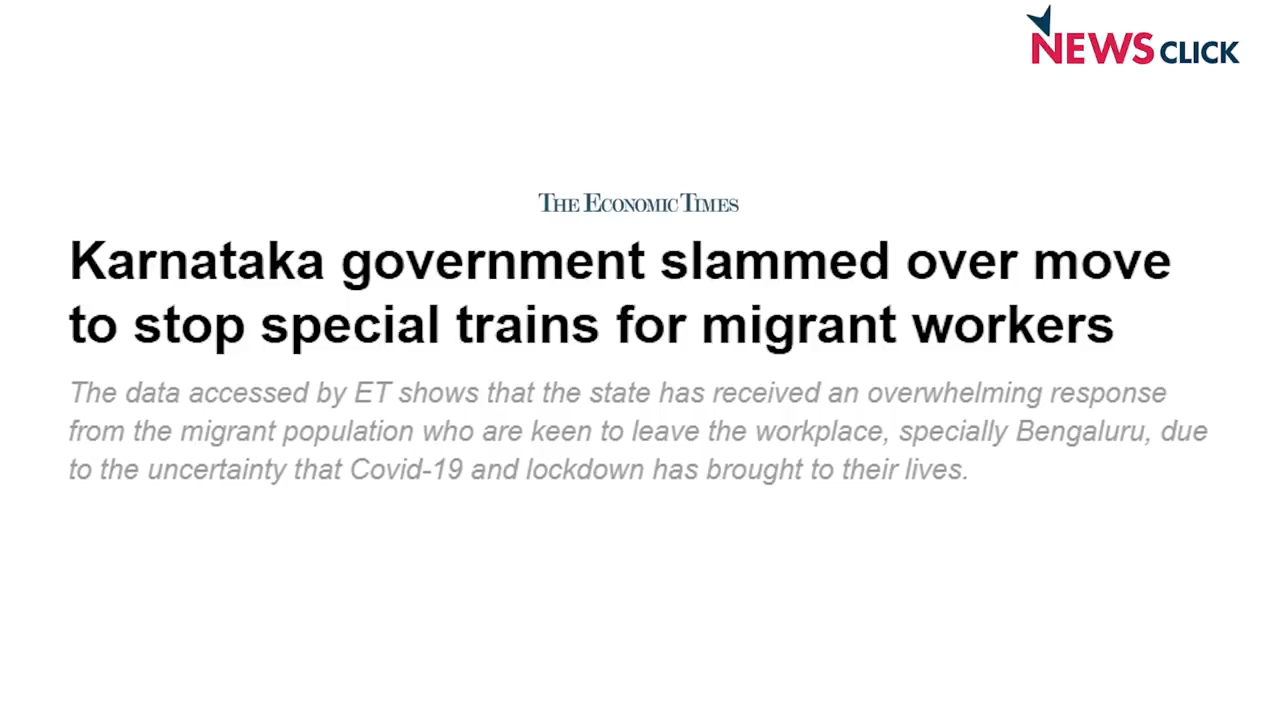 NEWSCLICK
THE ECONOMIC TIMES
Karnataka government slammed over move
to stop special trains for migrant workers
The data accessed by ET shows that the state has received an overwhelming response
from the migrant population who are keen to leave the workplace, specially Bengaluru, due
to the uncertainty that Covid-19 and lockdown has brought to their lives.